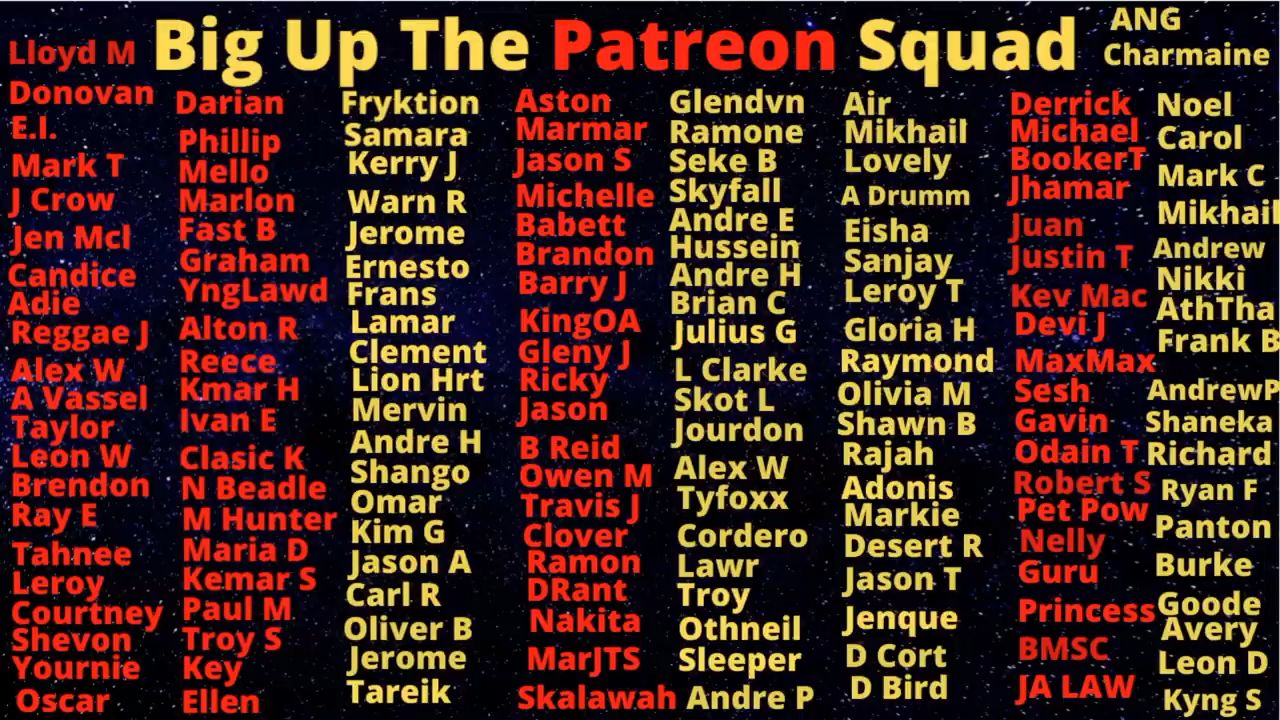 Big Up The Patreon Squad
Lloyd M
Donovan
E.I.
Mark T
J Crow
Jen Mcl
Candice
Adie
Reggae J
Alex W
A Vassel
Taylor
Leon W
Brendon
Ray E
Tahnee
Leroy
Courtney
Shevon
Yournie
Oscar
Darian
Phillip
Mello
Marlon
Fast B
Graham
YngLawd
Alton R
Reece
Kmar H
Ivan E
Clasic K
N Beadle
M Hunter
Maria D
Kemar S
Paul M
Troy S
Key
Ellen
Fryktion
Samara
Kerry J
Warn R
Jerome
Ernesto
Frans
Lamar
Clement
Lion Hrt
Mervin
Andre H
Shango
Omar
Kim G
Jason A
Carl R
Oliver B
Jerome
Tareik
Aston
Marmar
Jason S
Michelle
Babett
Brandon
Barry J
KingOA
Gleny J
Ricky
Jason
B Reid
Owen M
Travis J
Clover
Ramon
DRant
Nakita
MarJTS
Skalawah
Glendvn
Ramone
Seke B
Skyfall
Andre E
Hussein
Andre H
Brian C
Julius G
L Clarke
Skot L
Jourdon
Alex W
Tyfoxx
Cordero
Lawr
Troy
Othneil
Sleeper
Andre P
Air
Mikhail
Lovely
A Drumm
Eisha
Sanjay
Leroy T
Gloria H
Raymond
Olivia M
Shawn B
Rajah
Adonis
Markie
Desert R
Jason T
Jenque
D Cort
D Bird
Derrick
Michael
BookerT
Jhamar
Juan
Justin T
Kev Mac
Devi J
MaxMax
Sesh
Gavin
Odain T
Robert S
Pet Pow
Nelly
Guru
Princess
BMSC
JA LAW
ANG
Charmaine
Noel
Carol
Mark C
Mikhail
Andrew
Nikki
AthTha
Frank B
AndrewP
Shaneka
Richard
Ryan F
Panton
Burke
Goode
Avery
Leon D
Kyng S